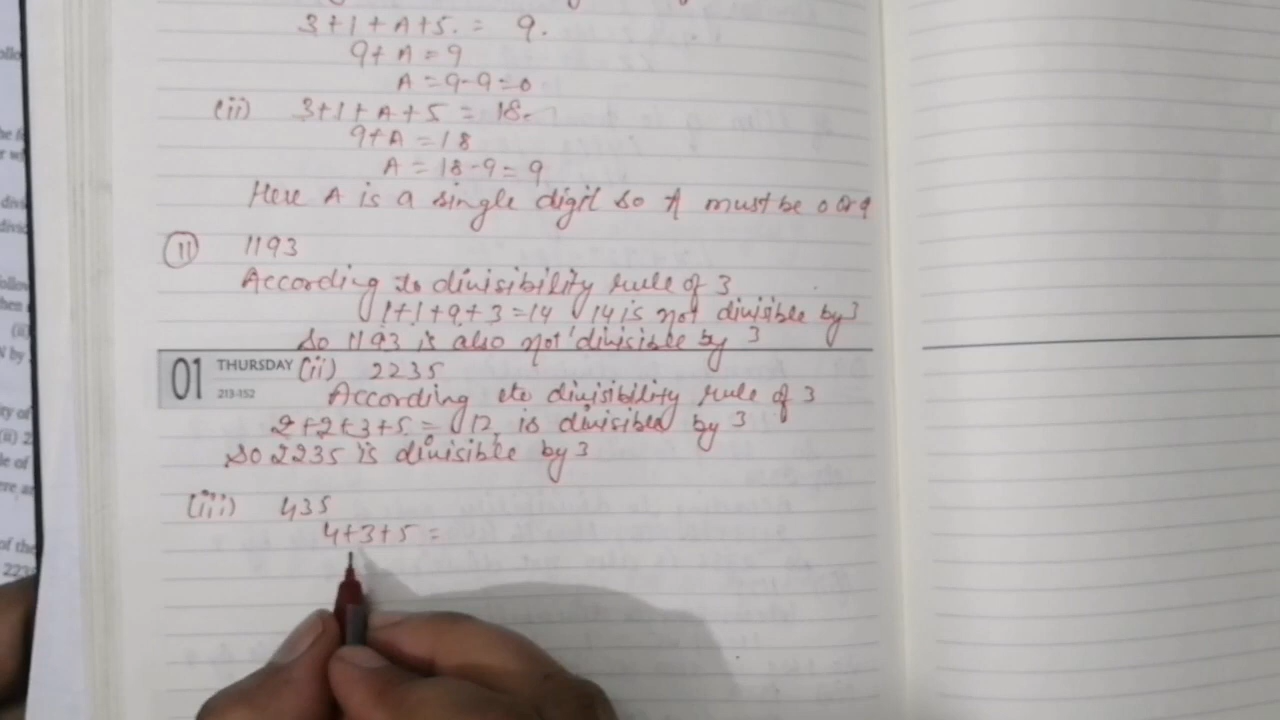 3+1+A+5. = 9.
9+A = 9
A = 9-9=0
(ii) 3+1+A+5 = 18.
9+A = 18
A = 18-9= 9
Here A is a single digit so A must be 0 or 9
(11) 1193
According to divisibility rule of 3
1+1+9+3 = 14 14 is not divisible by 3
So 1193 is also not divisible by 3
01 THURSDAY (ii) 2235
213-152 According to divisibility rule of 3
2+2+3+5 = 12, is divisible by 3
So 2235 is divisible by 3
(iii) 435
4+3+5 =